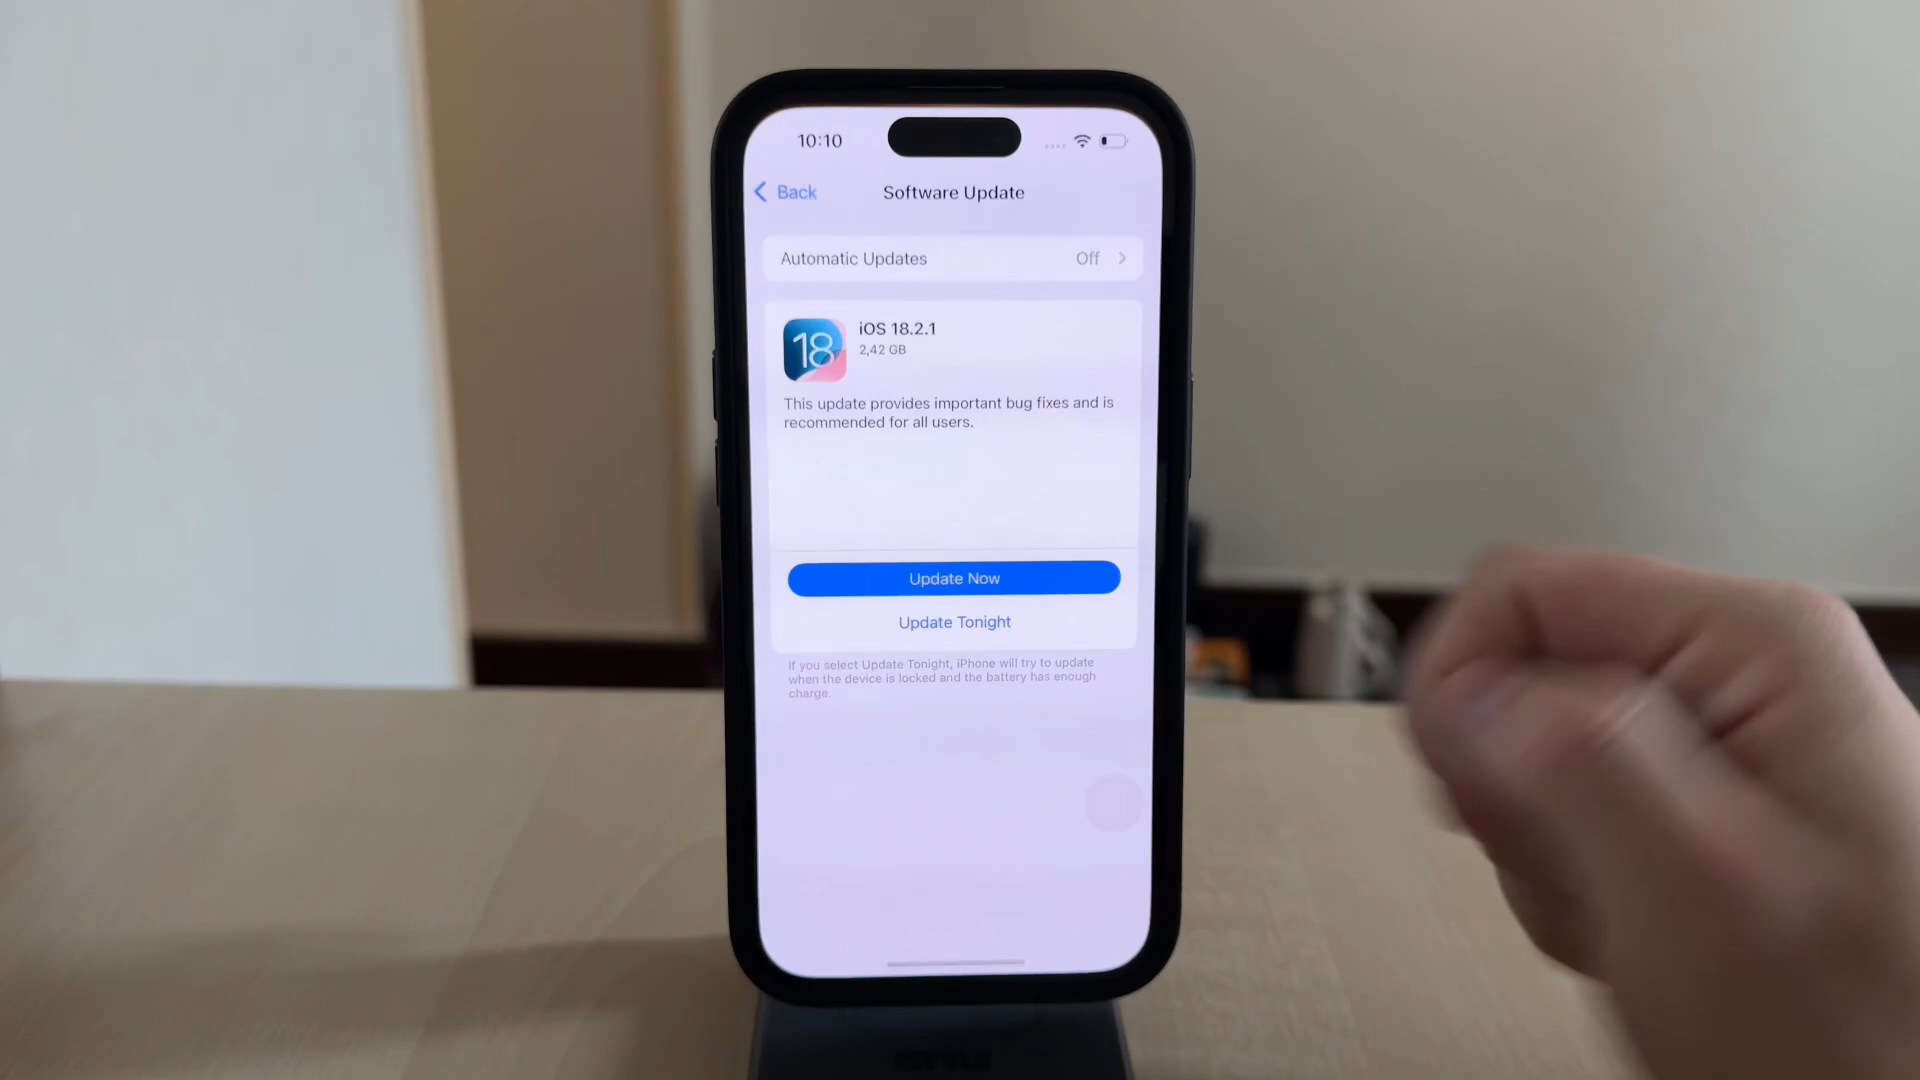 10:10
Back
Software Update
Automatic Updates Off
18
iOS 18.2.1
2,42 GB
This update provides important bug fixes and is
recommended for all users.
Update Now
Update Tonight
If you select Update Tonight, iPhone will try to update
when the device is locked and the battery has enough
charge.